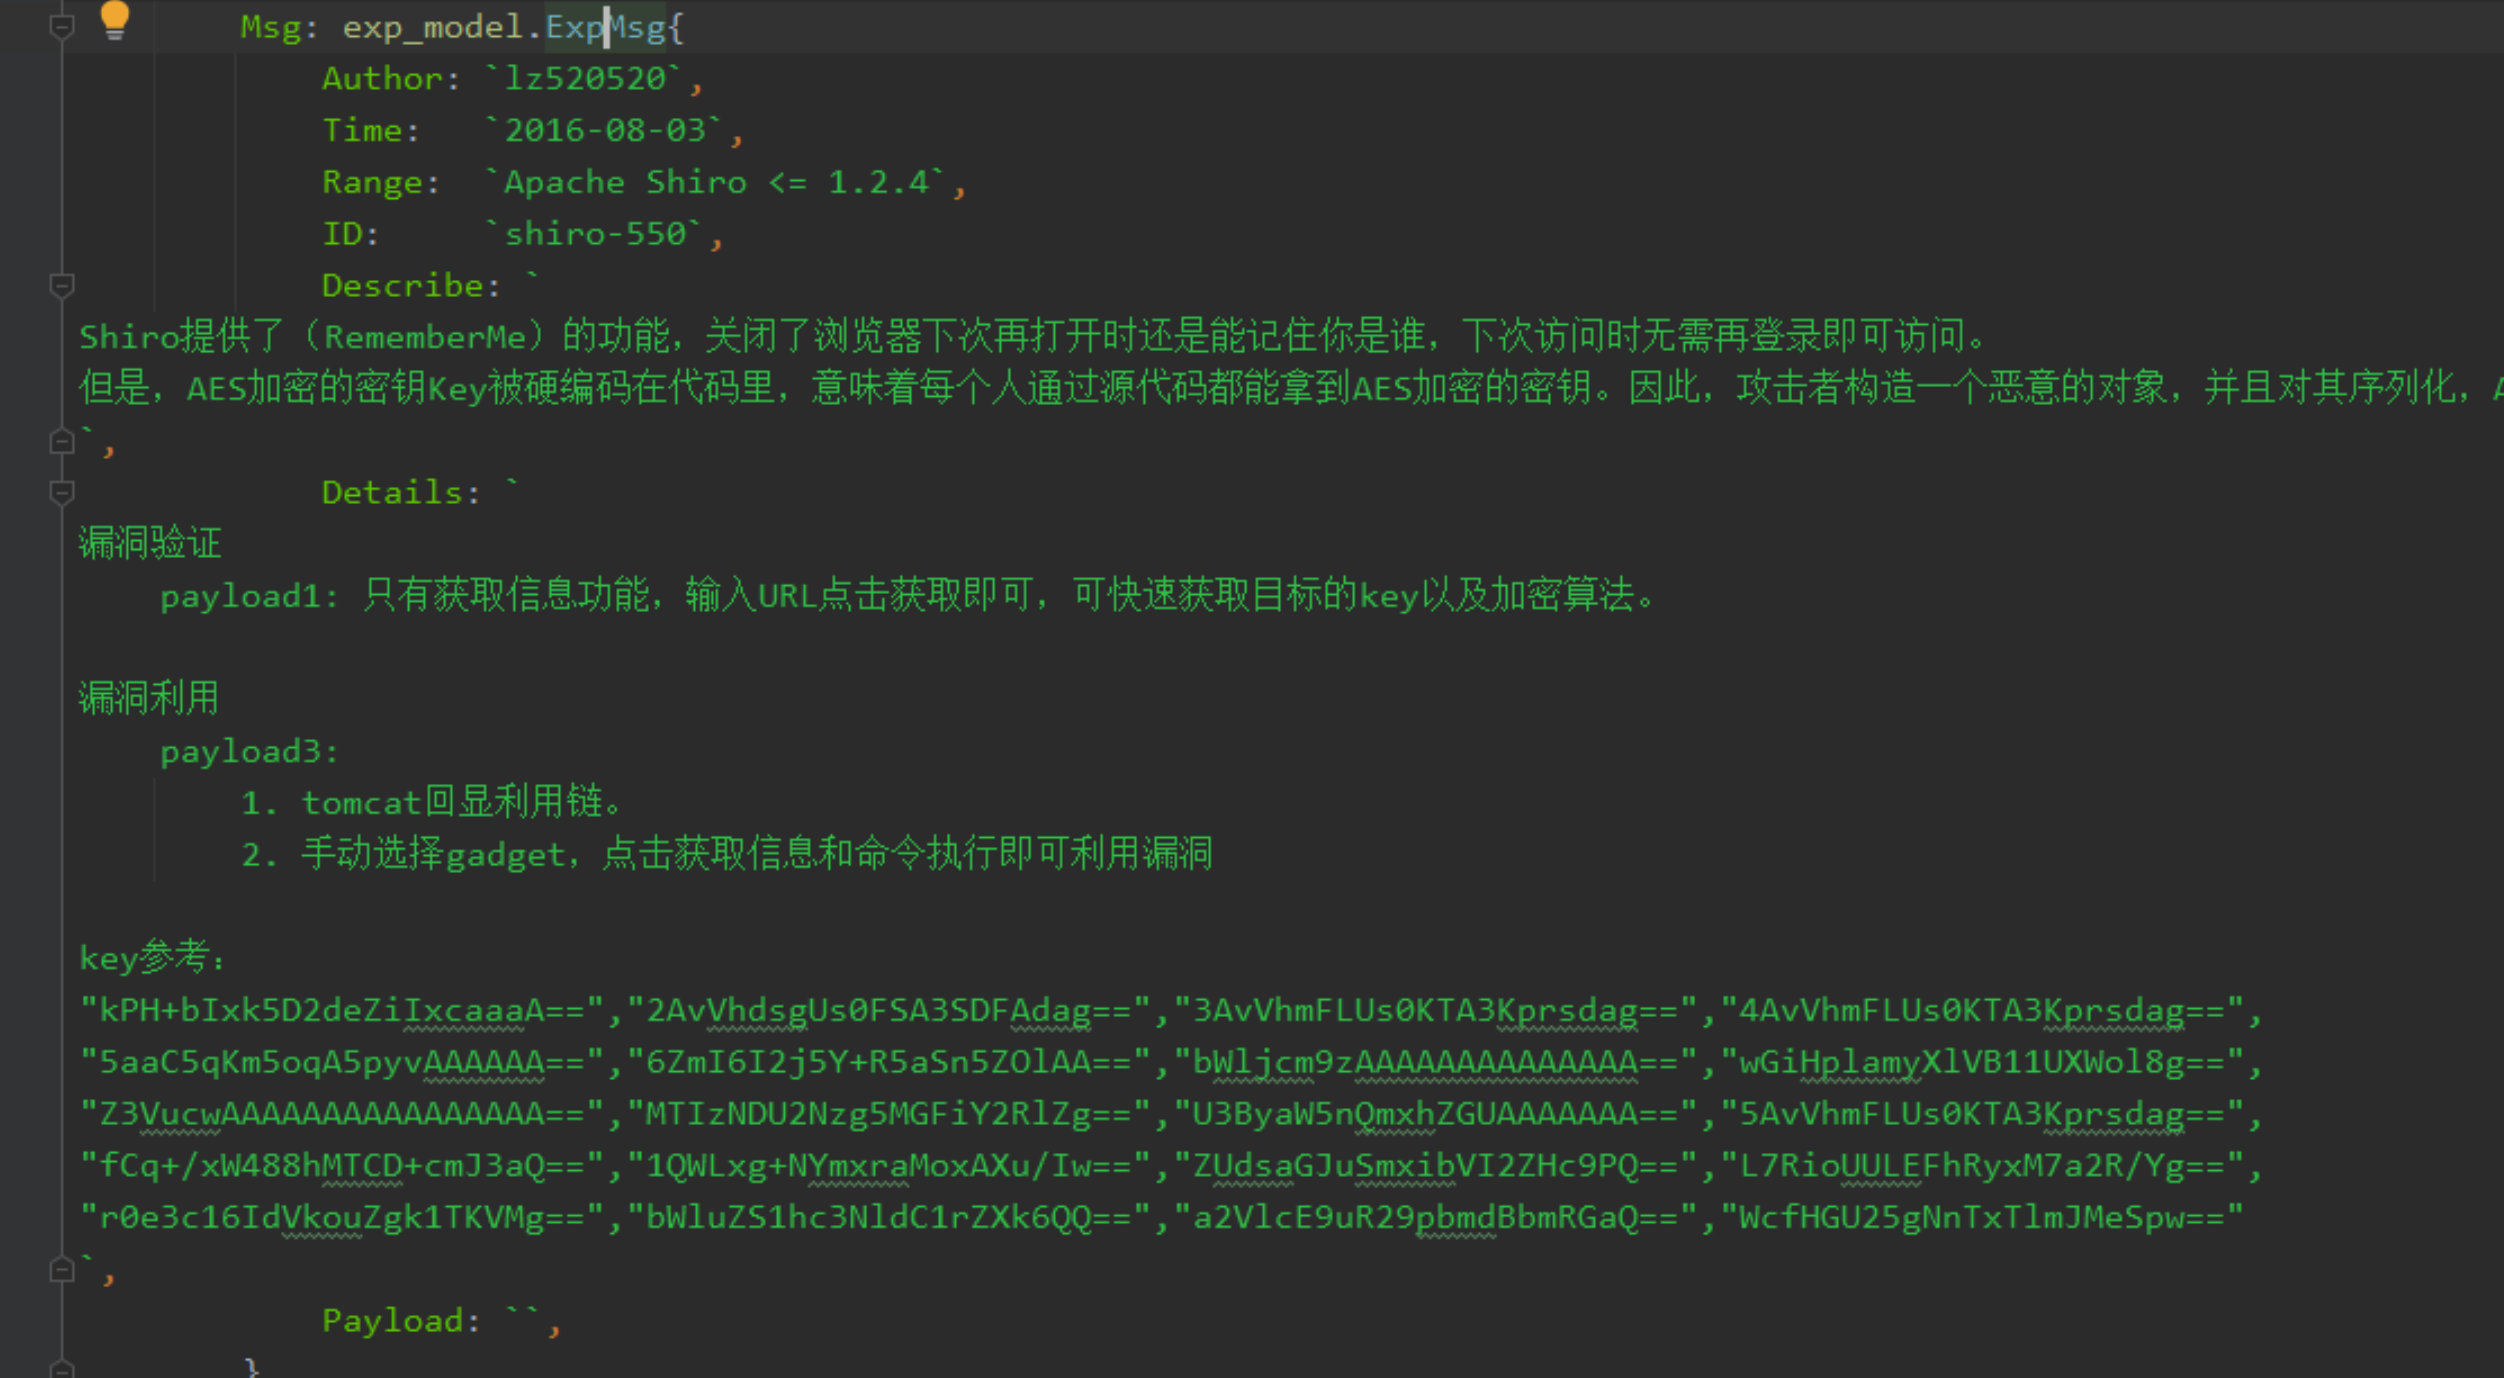 Msg: exp_model.ExpMsg{
Author: `lz520520`,
Time: `2016-08-03`,
Range: `Apache Shiro <= 1.2.4`,
ID: `shiro-550`,
Describe: `
Shiro提供了（RememberMe）的功能，关闭了浏览器下次再打开时还是能记住你是谁，下次访问时无需再登录即可访问。
但是，AES加密的密钥Key被硬编码在代码里，意味着每个人通过源代码都能拿到AES加密的密钥。因此，攻击者构造一个恶意的对象，并且对其序列化，A
`,
Details: `
漏洞验证
payload1: 只有获取信息功能，输入URL点击获取即可，可快速获取目标的key以及加密算法。
漏洞利用
payload3:
1. tomcat回显利用链。
2. 手动选择gadget，点击获取信息和命令执行即可利用漏洞
key参考：
"kPH+bIxk5D2deZiIxcaaaA==","2AvVhdsgUs0FSA3SDFAdag==","3AvVhmFLUs0KTA3Kprsdag==","4AvVhmFLUs0KTA3Kprsdag==",
"5aaC5qKm5oqA5pyvAAAAAA==","6ZmI6I2j5Y+R5aSn5ZOlAA==","bWljcm9zAAAAAAAAAAAAAA==","wGiHplamyXlVB11UXWol8g==",
"Z3VucwAAAAAAAAAAAAAAAA==","MTIzNDU2Nzg5MGFiY2RlZg==","U3ByaW5nQmxhZGUAAAAAAA==","5AvVhmFLUs0KTA3Kprsdag==",
"fCq+/xW488hMTCD+cmJ3aQ==","1QWLxg+NYmxraMoxAXu/Iw==","ZUdsaGJuSmxibVI2ZHc9PQ==","L7RioUULEFhRyxM7a2R/Yg==",
"r0e3c16IdVkouZgk1TKVMg==","bWluZS1hc3NldC1rZXk6QQ==","a2VlcE9uR29pbmdBbmRGaQ==","WcfHGU25gNnTxTlmJMeSpw=="
`,
Payload: ``,
}